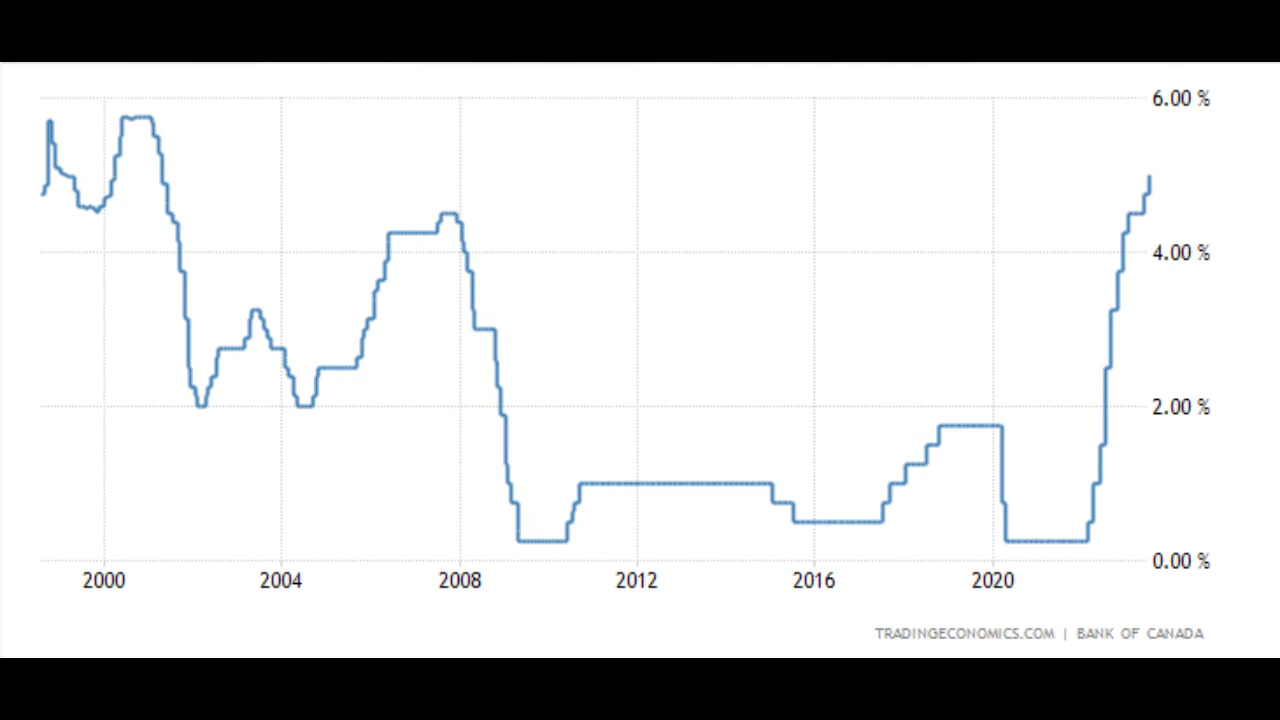 6.00 %
4.00 %
2.00 %
0.00 %
2000 2004 2008 2012 2016 2020
TRADINGECONOMICS.COM | BANK OF CANADA